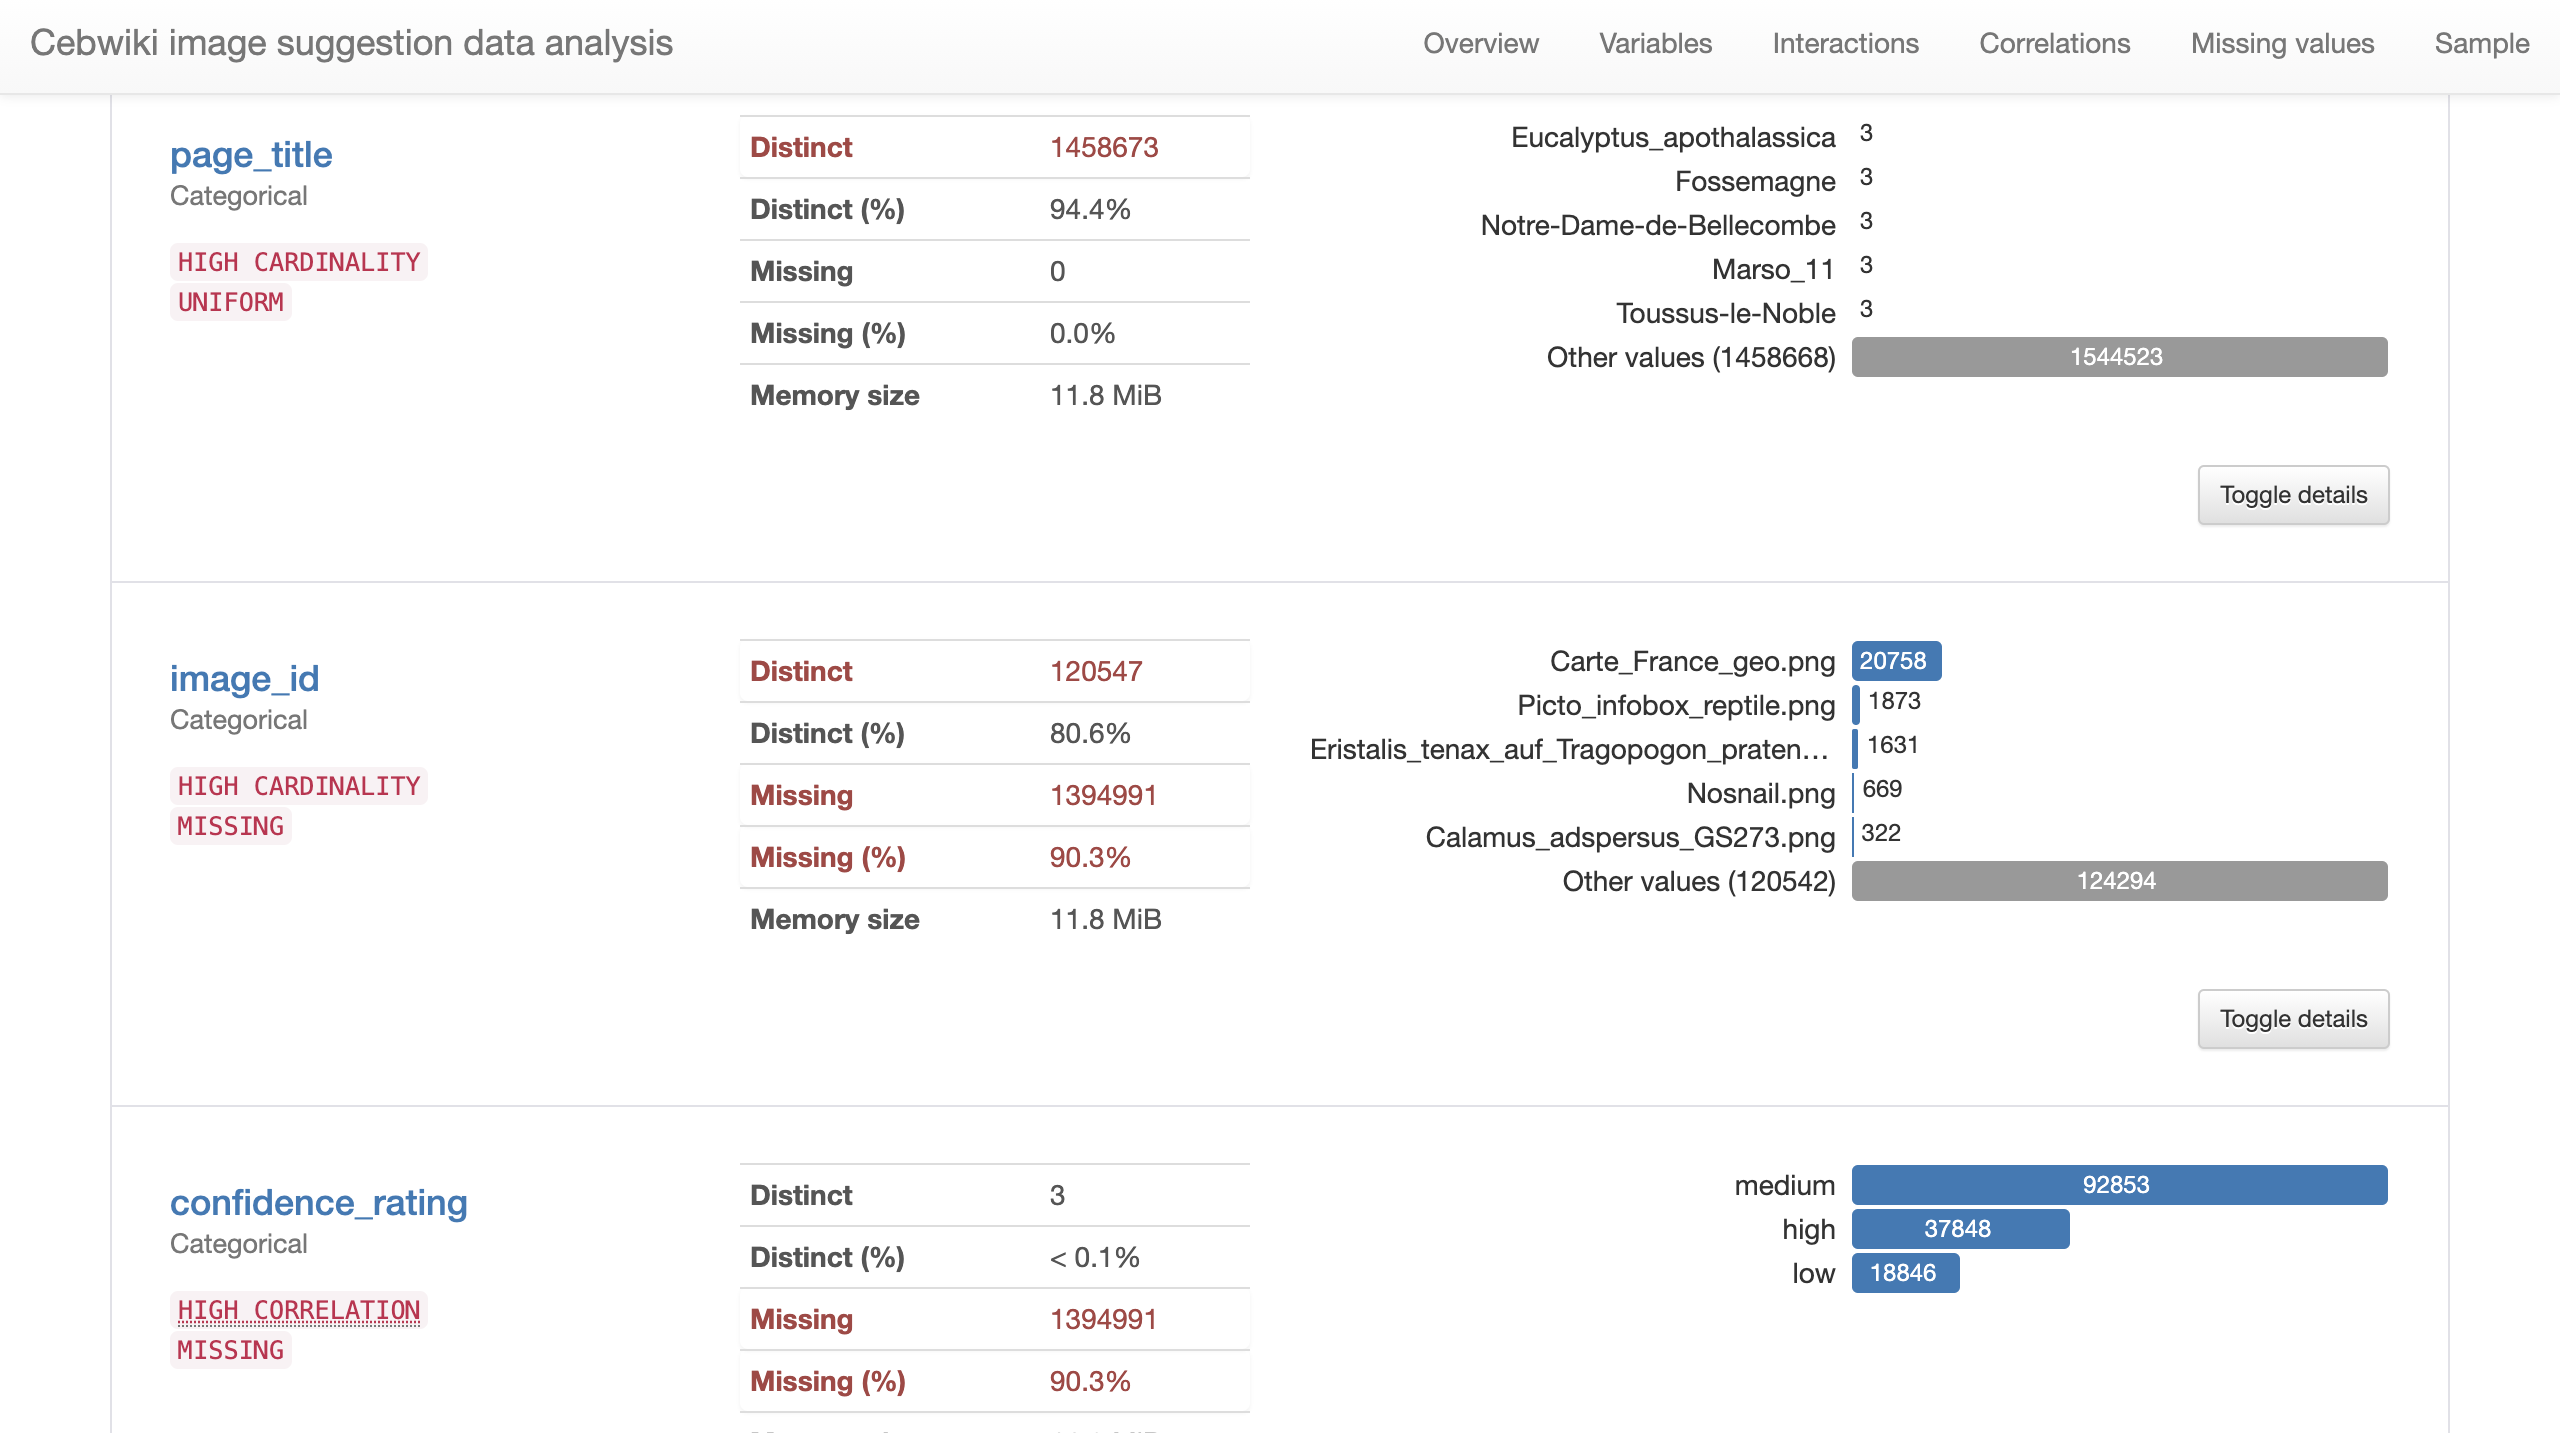 Cebwiki image suggestion data analysis
Overview
Variables
Interactions
Correlations
Missing values
Sample
page_title
Categorical
HIGH CARDINALITY
UNIFORM
Distinct 1458673
Distinct (%) 94.4%
Missing 0
Missing (%) 0.0%
Memory size 11.8 MiB
Eucalyptus_apothalassica 3
Fossemagne 3
Notre-Dame-de-Bellecombe 3
Marso_11 3
Toussus-le-Noble 3
Other values (1458668) 1544523
Toggle details
image_id
Categorical
HIGH CARDINALITY
MISSING
Distinct 120547
Distinct (%) 80.6%
Missing 1394991
Missing (%) 90.3%
Memory size 11.8 MiB
Carte_France_geo.png 20758
Picto_infobox_reptile.png 1873
Eristalis_tenax_auf_Tragopogon_praten... 1631
Nosnail.png 669
Calamus_adspersus_GS273.png 322
Other values (120542) 124294
Toggle details
confidence_rating
Categorical
HIGH CORRELATION
MISSING
Distinct 3
Distinct (%) < 0.1%
Missing 1394991
Missing (%) 90.3%
medium 92853
high 37848
low 18846